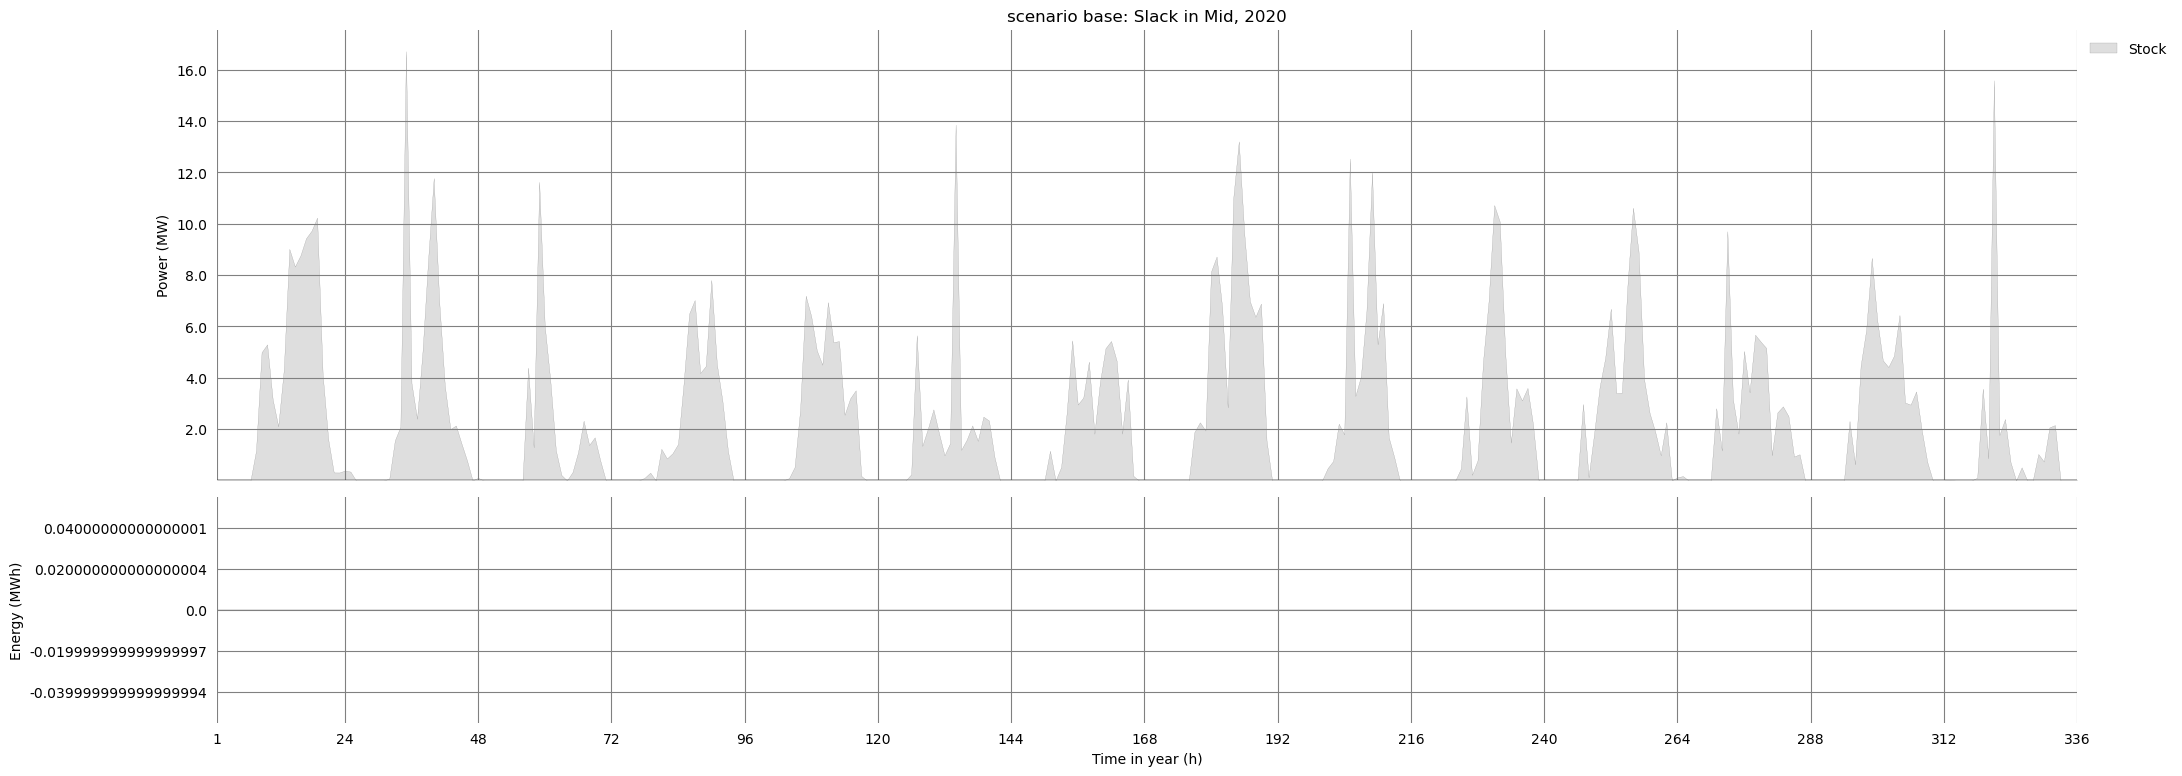 scenario base: Slack in Mid, 2020
Stock
Power (MW)
16.0
14.0
12.0
10.0
8.0
6.0
4.0
2.0
Energy (MWh)
0.040000000000000001
0.020000000000000004
0.0
-0.019999999999999997
-0.039999999999999994
1 24 48 72 96 120 144 168 192 216 240 264 288 312 336
Time in year (h)